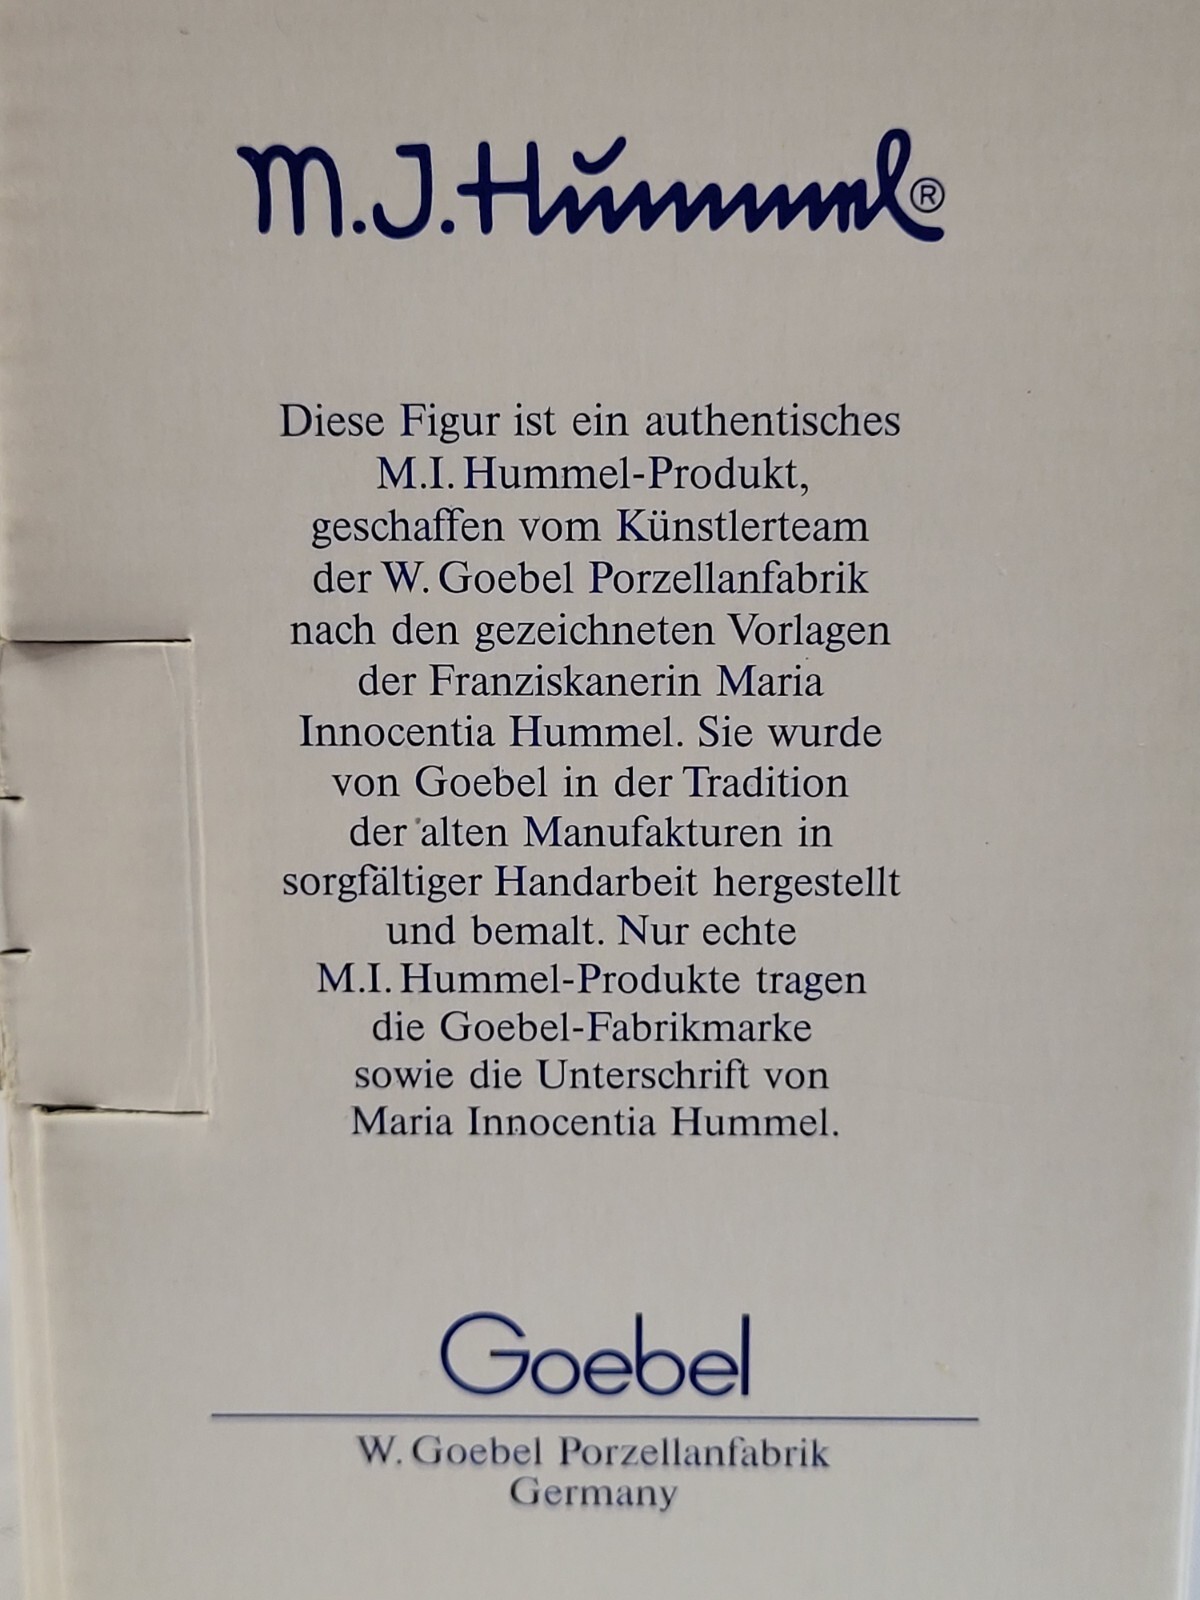 M.J. Hummel®
Diese Figur ist ein authentisches
M.I. Hummel-Produkt,
geschaffen vom Künstlerteam
der W. Goebel Porzellanfabrik
nach den gezeichneten Vorlagen
der Franziskanerin Maria
Innocentia Hummel. Sie wurde
von Goebel in der Tradition
der alten Manufakturen in
sorgfältiger Handarbeit hergestellt
und bemalt. Nur echte
M.I. Hummel-Produkte tragen
die Goebel-Fabrikmarke
sowie die Unterschrift von
Maria Innocentia Hummel.
Goebel
W. Goebel Porzellanfabrik
Germany